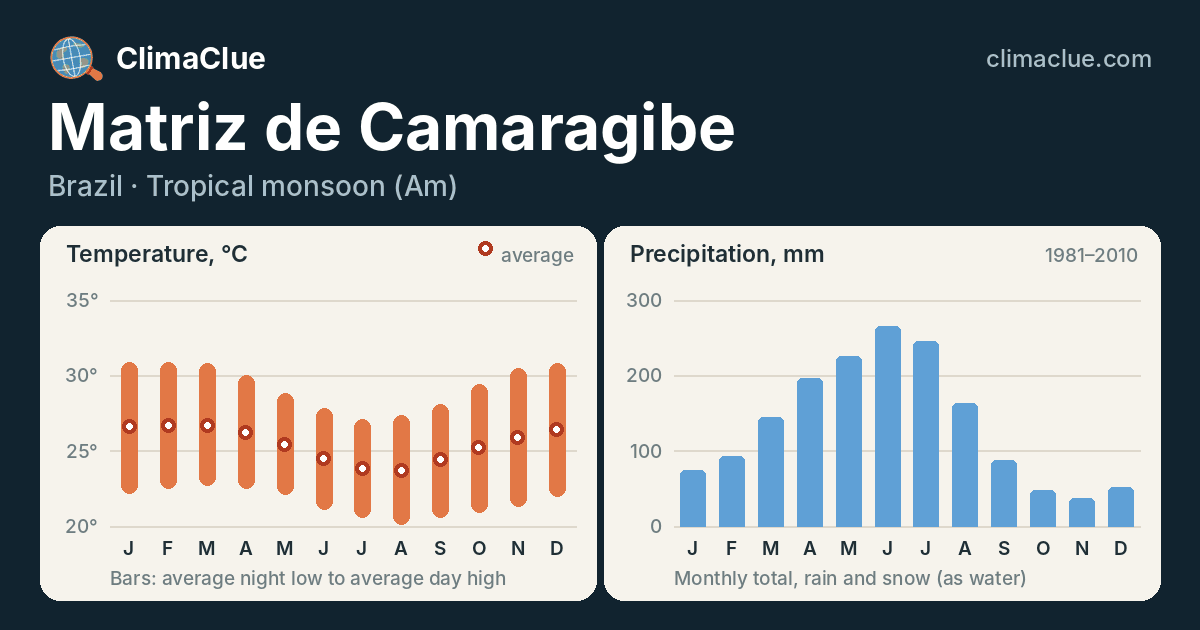 ClimaClue
climaclue.com
Matriz de Camaragibe
Brazil · Tropical monsoon (Am)
Temperature, °C
average
35°
30°
25°
20°
J F M A M J J A S O N D
Bars: average night low to average day high
Precipitation, mm
1981–2010
300
200
100
0
J F M A M J J A S O N D
Monthly total, rain and snow (as water)